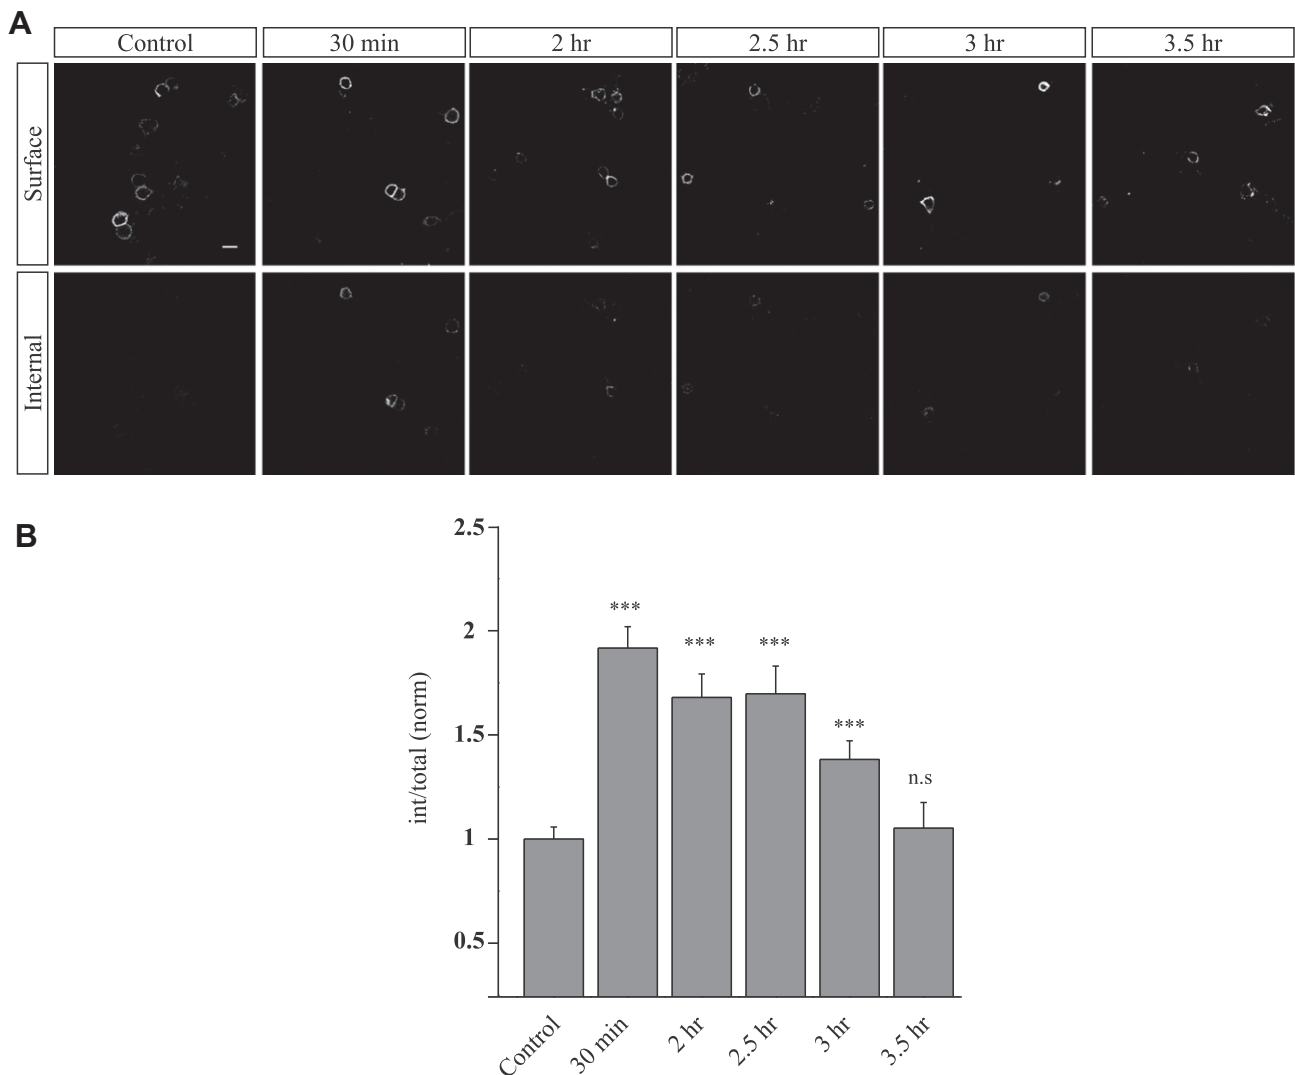 A
Control 30 min 2 hr 2.5 hr 3 hr 3.5 hr
Surface
Internal
B
2.5
2
1.5
1
0.5
int/total (norm)
***
***
***
***
n.s
Control 30 min 2 hr 2.5 hr 3 hr 3.5 hr